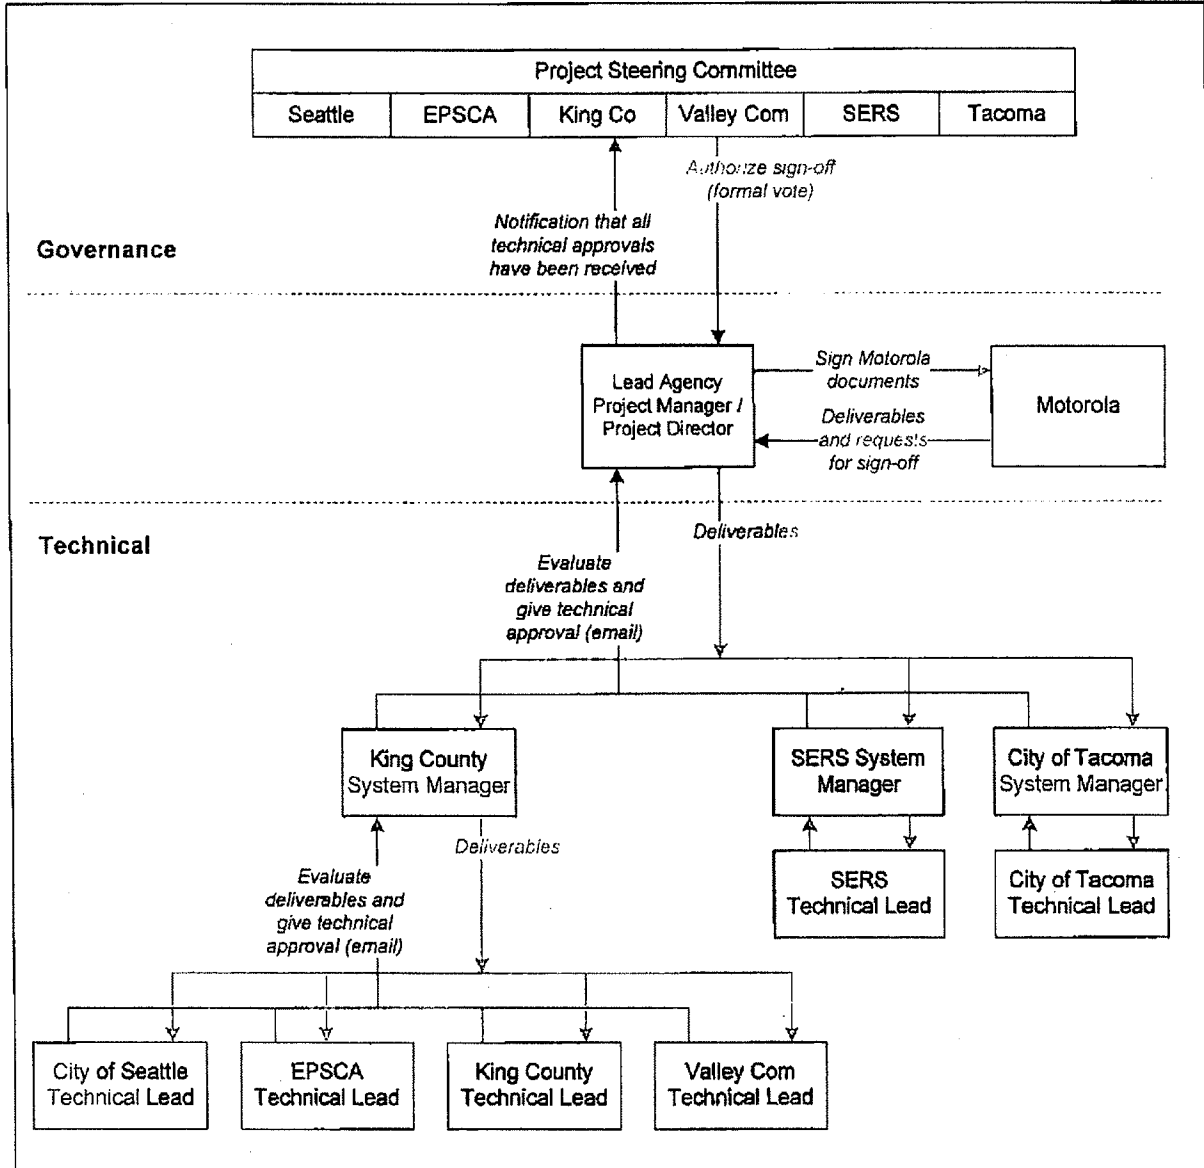 Project Steering Committee
Seattle EPSCA King Co Valley Com SERS Tacoma
Authorize sign-off
(formal vote)
Notification that all
technical approvals
have been received
Governance
Lead Agency
Project Manager /
Project Director
Sign Motorola
documents
Motorola
Deliverables
and requests
for sign-off
Technical
Deliverables
Evaluate
deliverables and
give technical
approval (email)
King County
System Manager
SERS System
Manager
City of Tacoma
System Manager
Deliverables
Evaluate
deliverables and
give technical
approval (email)
SERS
Technical Lead
City of Tacoma
Technical Lead
City of Seattle
Technical Lead
EPSCA
Technical Lead
King County
Technical Lead
Valley Com
Technical Lead